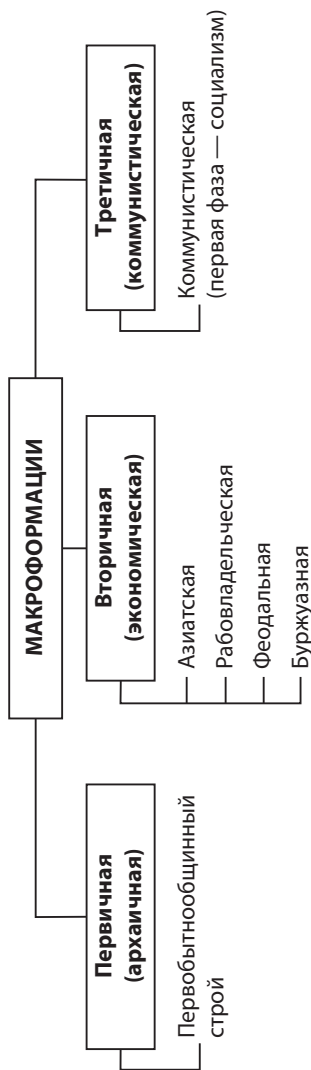 МАКРОФОРМАЦИИ
Первичная
(архаичная)
Первобытнообщинный
строй
Вторичная
(экономическая)
Азиатская
Рабовладельческая
Феодальная
Буржуазная
Третичная
(коммунистическая)
Коммунистическая
(первая фаза — социализм)